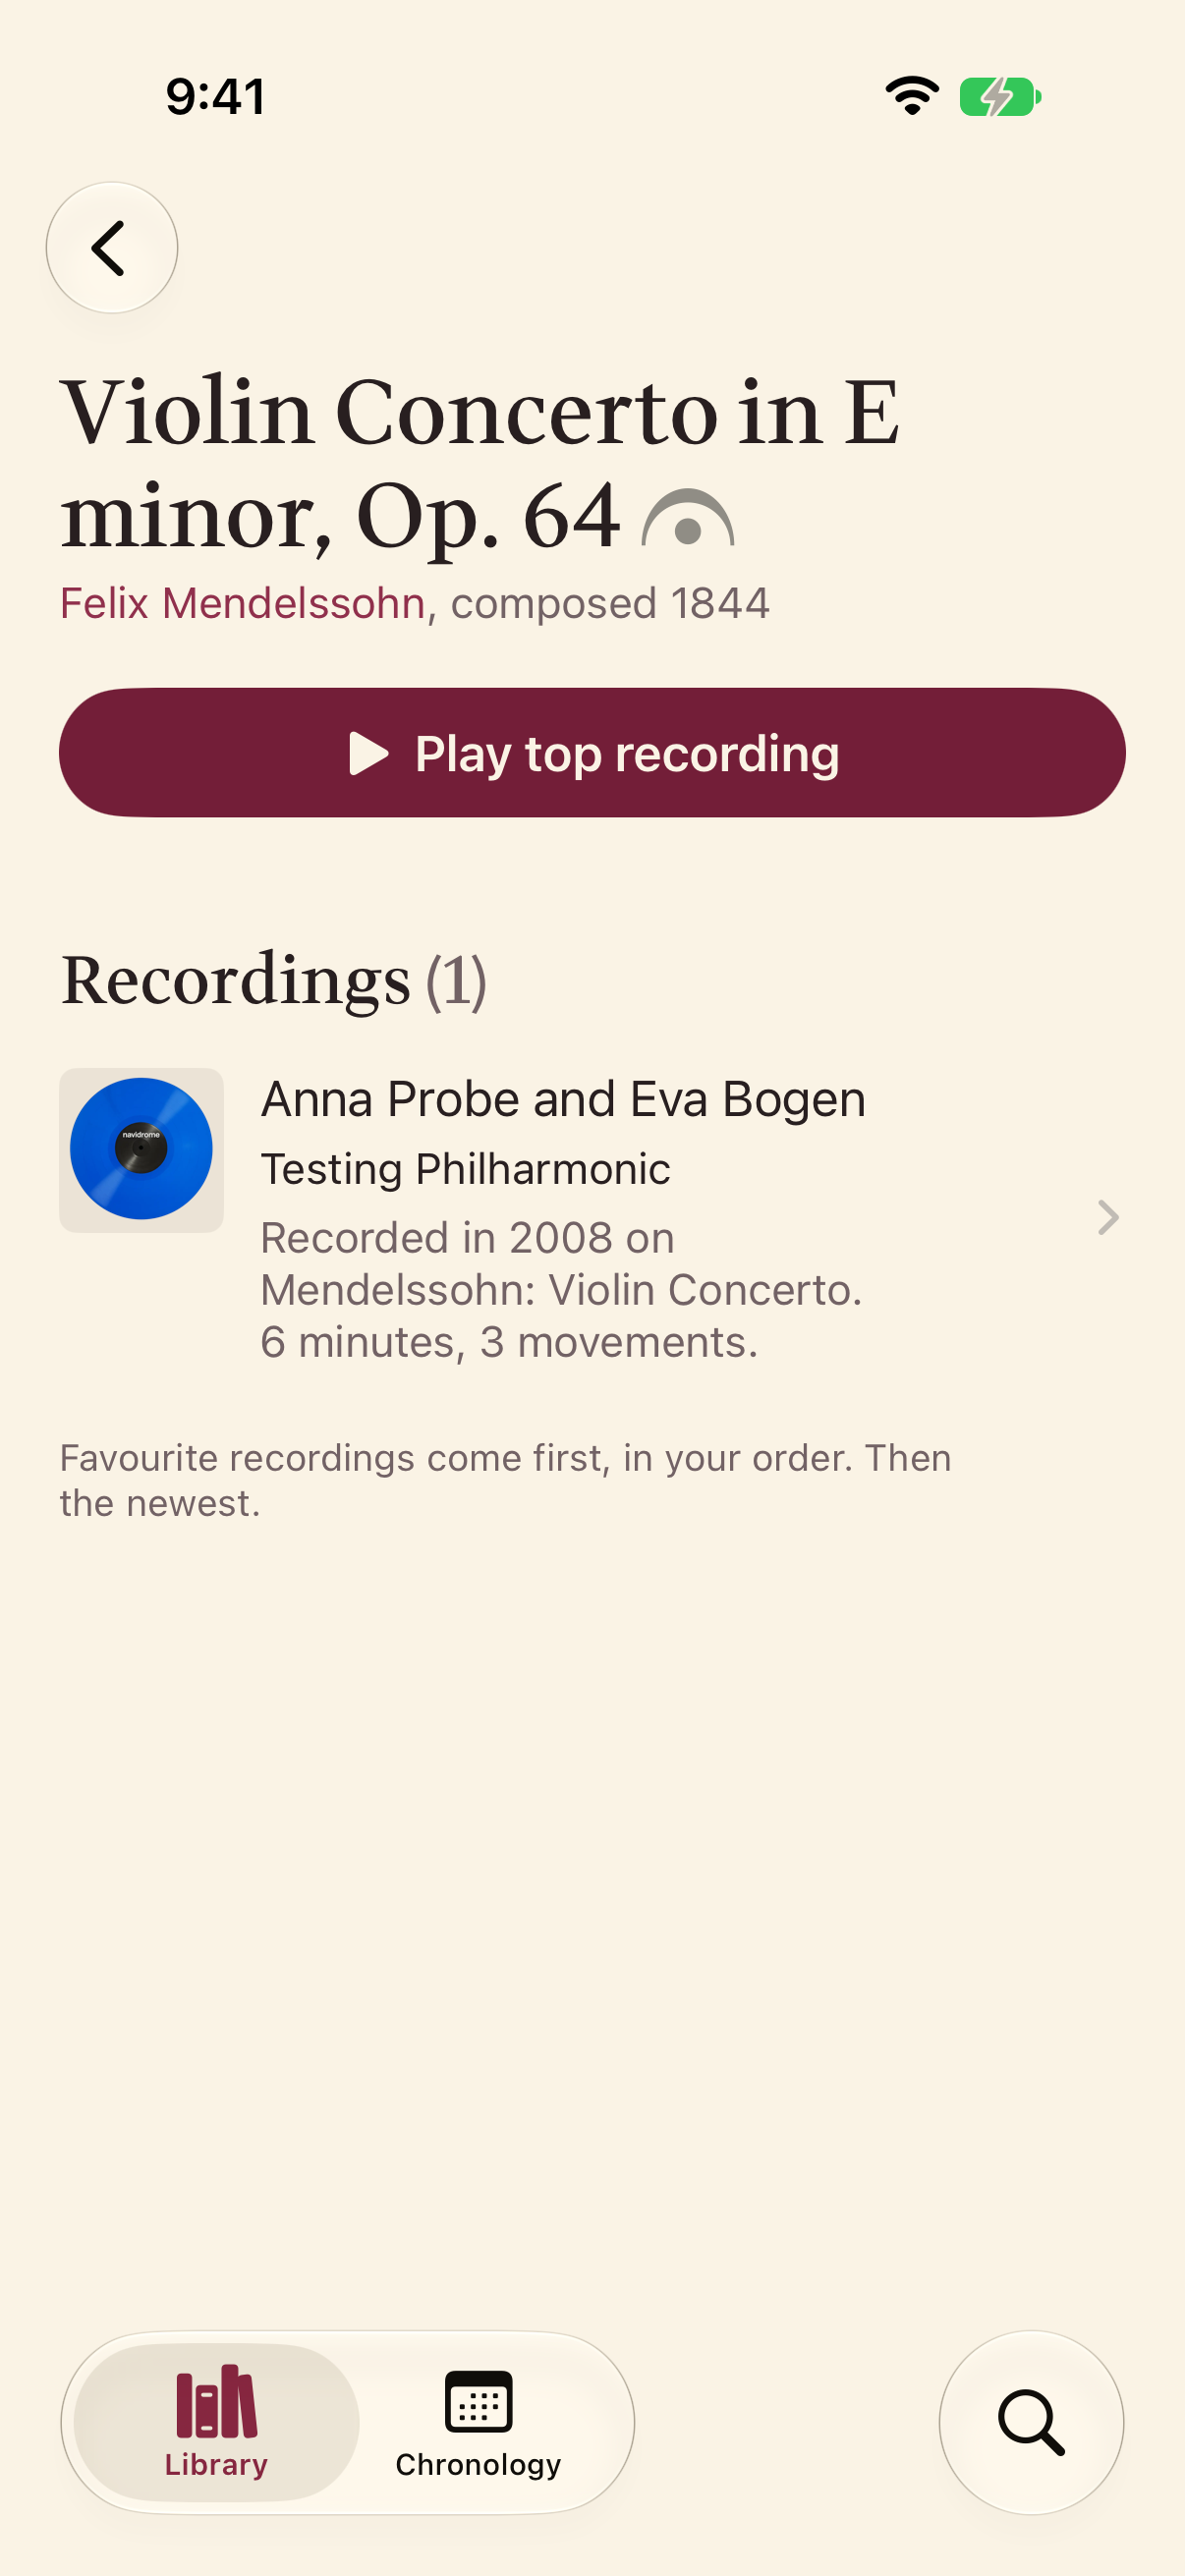 9:41
Violin Concerto in E
minor, Op. 64
Felix Mendelssohn, composed 1844
Play top recording
Recordings (1)
navidrome
Anna Probe and Eva Bogen
Testing Philharmonic
Recorded in 2008 on
Mendelssohn: Violin Concerto.
6 minutes, 3 movements.
Favourite recordings come first, in your order. Then
the newest.
Library
Chronology